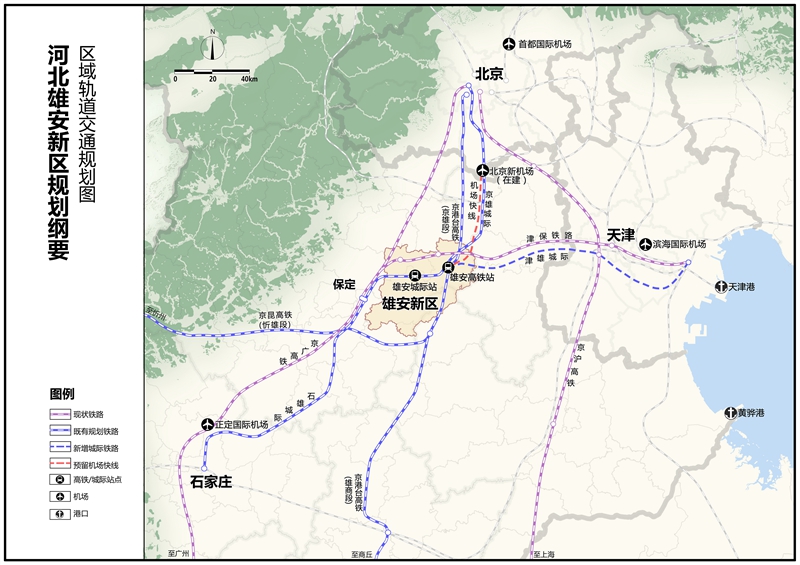 河北雄安新区规划纲要
区域轨道交通规划图
N
0 20 40km
首都国际机场
北京
北京新机场
(在建)
机场快线
京雄城际
京港台高铁
(京雄段)
天津
滨海国际机场
津保铁路
津雄城际
天津港
保定
雄安城际站
雄安高铁站
雄安新区
至忻州
京昆高铁
(忻雄段)
京广高铁
京沪高铁
石雄城际
正定国际机场
石家庄
黄骅港
京港台高铁
(雄商段)
至广州
至商丘
至上海
图例
现状铁路
既有规划铁路
新增城际铁路
预留机场快线
高铁/城际站点
机场
港口